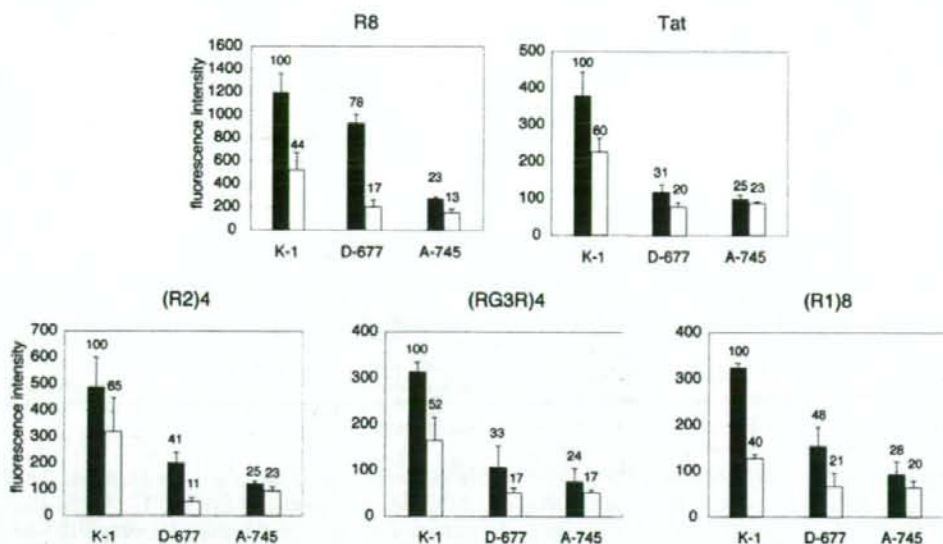 R8
Tat
fluorescence intensity
1600
1400
1200
1000
800
600
400
200
0
100
44
78
17
23
13
K-1
D-677
A-745
500
400
300
200
100
0
100
60
31
20
25
23
K-1
D-677
A-745
(R2)4
(RG3R)4
(R1)8
fluorescence intensity
700
600
500
400
300
200
100
0
100
65
41
11
25
23
K-1
D-677
A-745
400
300
200
100
0
100
52
33
17
24
17
K-1
D-677
A-745
400
300
200
100
0
100
40
48
21
28
20
K-1
D-677
A-745